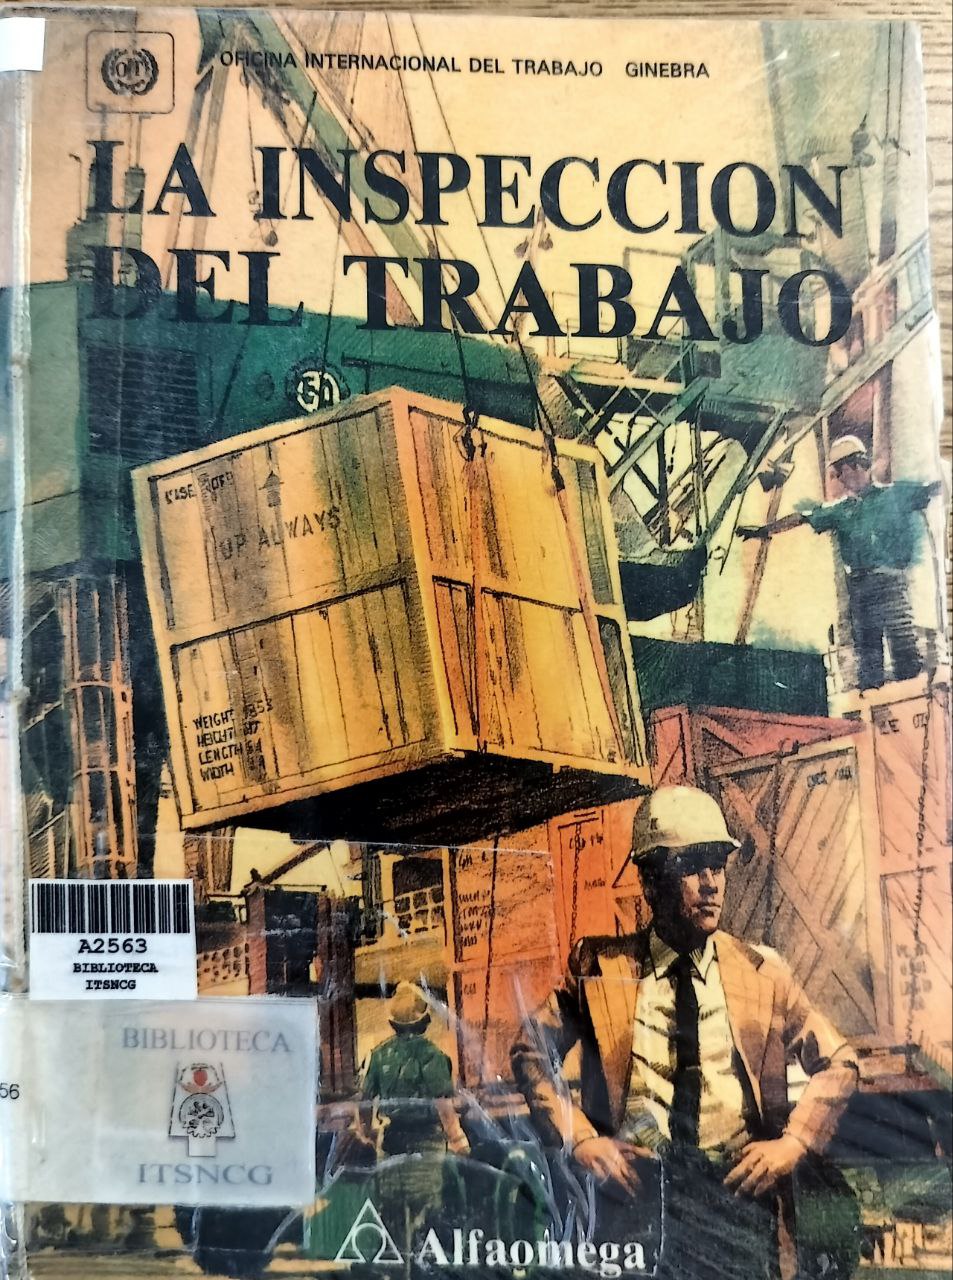 OIT
OFICINA INTERNACIONAL DEL TRABAJO GINEBRA
LA INSPECCION
DEL TRABAJO
UP ALWAYS
WEIGHT
HEIGHT
LENGTH
WIDTH
A2563
BIBLIOTECA
ITSNCG
BIBLIOTECA
56
ITSNCG
Alfaomega